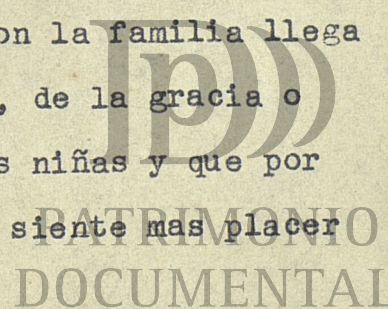 on la familia llega
, de la gracia o
s niñas y que por
siente mas placer
PATRIMONIO
DOCUMENTAL